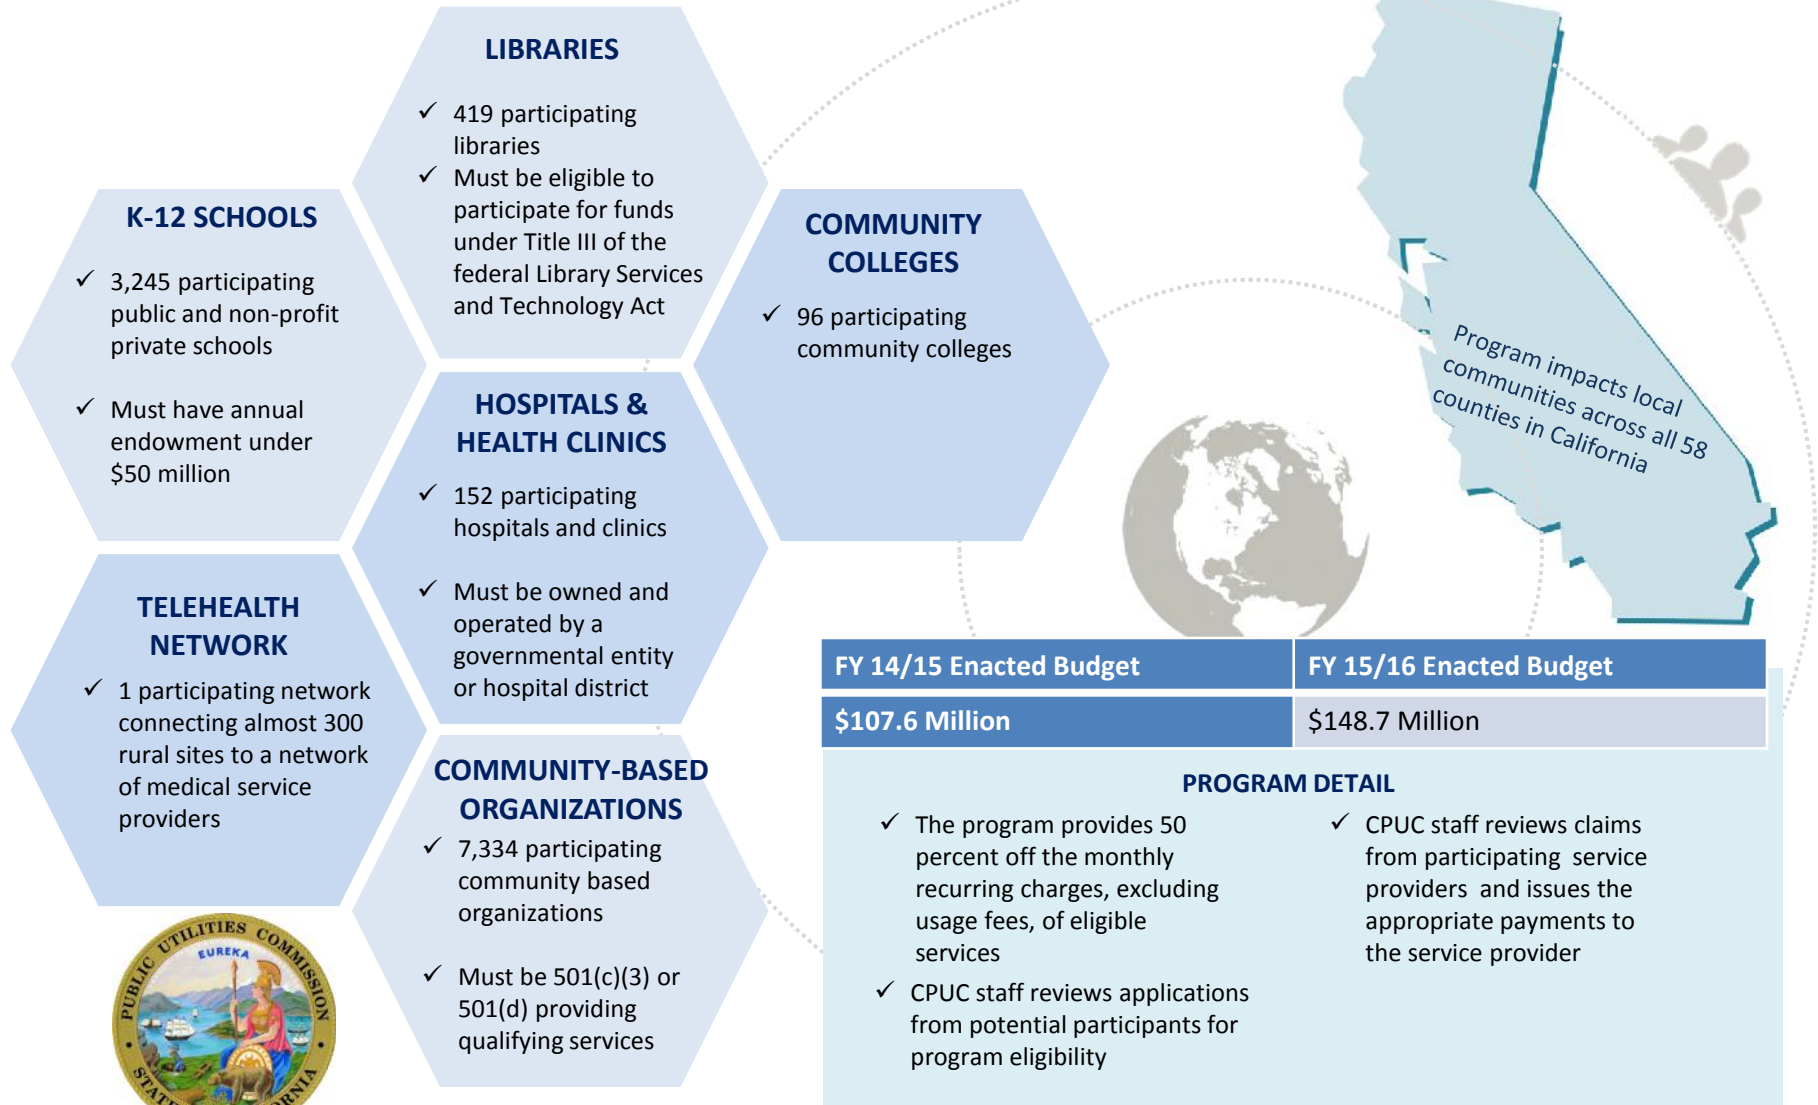 LIBRARIES
✓ 419 participating
libraries
✓ Must be eligible to
participate for funds
under Title III of the
federal Library Services
and Technology Act
K-12 SCHOOLS
✓ 3,245 participating
public and non-profit
private schools
✓ Must have annual
endowment under
$50 million
COMMUNITY
COLLEGES
✓ 96 participating
community colleges
HOSPITALS &
HEALTH CLINICS
✓ 152 participating
hospitals and clinics
✓ Must be owned and
operated by a
governmental entity
or hospital district
TELEHEALTH
NETWORK
✓ 1 participating network
connecting almost 300
rural sites to a network
of medical service
providers
COMMUNITY-BASED
ORGANIZATIONS
✓ 7,334 participating
community based
organizations
✓ Must be 501(c)(3) or
501(d) providing
qualifying services
Program impacts local
communities across all 58
counties in California
FY 14/15 Enacted Budget
FY 15/16 Enacted Budget
$107.6 Million
$148.7 Million
PROGRAM DETAIL
✓ The program provides 50
percent off the monthly
recurring charges, excluding
usage fees, of eligible
services
✓ CPUC staff reviews applications
from potential participants for
program eligibility
✓ CPUC staff reviews claims
from participating service
providers and issues the
appropriate payments to
the service provider
PUBLIC UTILITIES COMMISSION
EUREKA